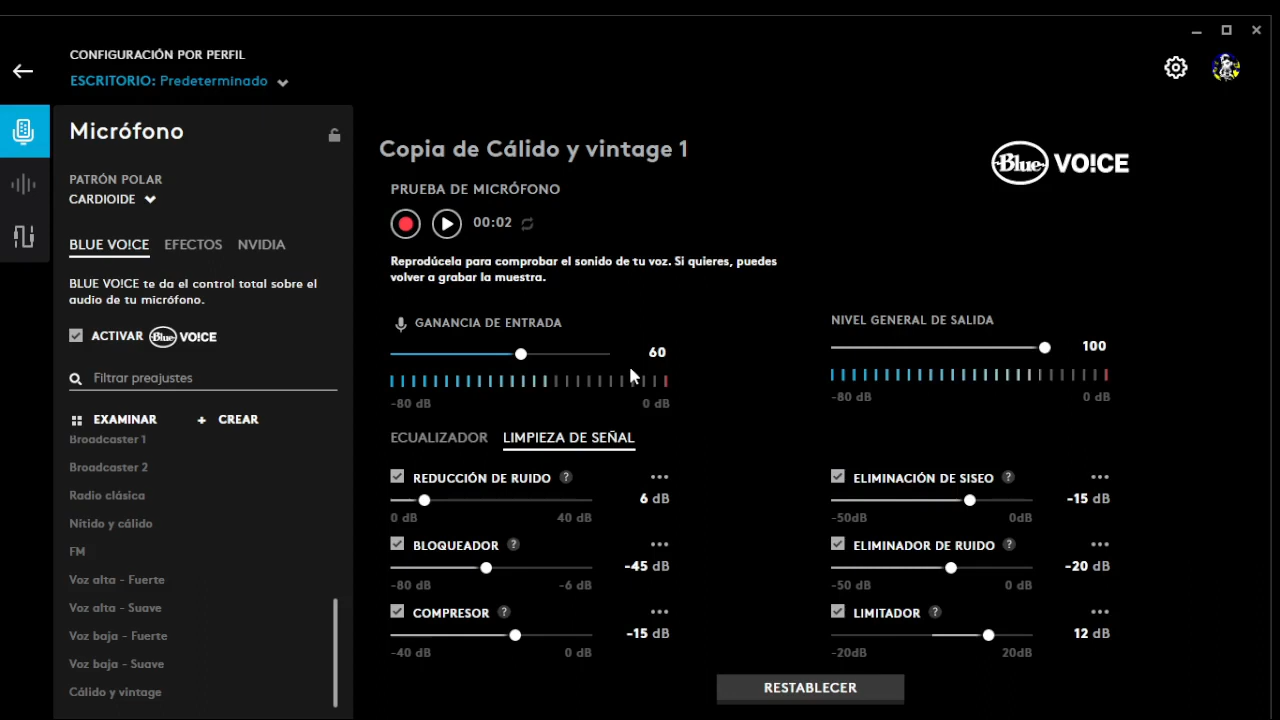 CONFIGURACIÓN POR PERFIL
ESCRITORIO: Predeterminado
Micrófono
PATRÓN POLAR
CARDIOIDE
BLUE VO!CE EFECTOS NVIDIA
BLUE VO!CE te da el control total sobre el
audio de tu micrófono.
ACTIVAR Blue VO!CE
Filtrar preajustes
EXAMINAR + CREAR
Broadcaster 1
Broadcaster 2
Radio clásica
Nítido y cálido
FM
Voz alta - Fuerte
Voz alta - Suave
Voz baja - Fuerte
Voz baja - Suave
Cálido y vintage
Copia de Cálido y vintage 1
Blue VO!CE
PRUEBA DE MICRÓFONO
00:02
Reprodúcela para comprobar el sonido de tu voz. Si quieres, puedes
volver a grabar la muestra.
GANANCIA DE ENTRADA
60
-80 dB 0 dB
NIVEL GENERAL DE SALIDA
100
-80 dB 0 dB
ECUALIZADOR LIMPIEZA DE SEÑAL
REDUCCIÓN DE RUIDO ? •••
6 dB
0 dB 40 dB
ELIMINACIÓN DE SISEO ? •••
-15 dB
-50dB 0dB
BLOQUEADOR ? •••
-45 dB
-80 dB -6 dB
ELIMINADOR DE RUIDO ? •••
-20 dB
-50 dB 0 dB
COMPRESOR ? •••
-15 dB
-40 dB 0 dB
LIMITADOR ? •••
12 dB
-20dB 20dB
RESTABLECER